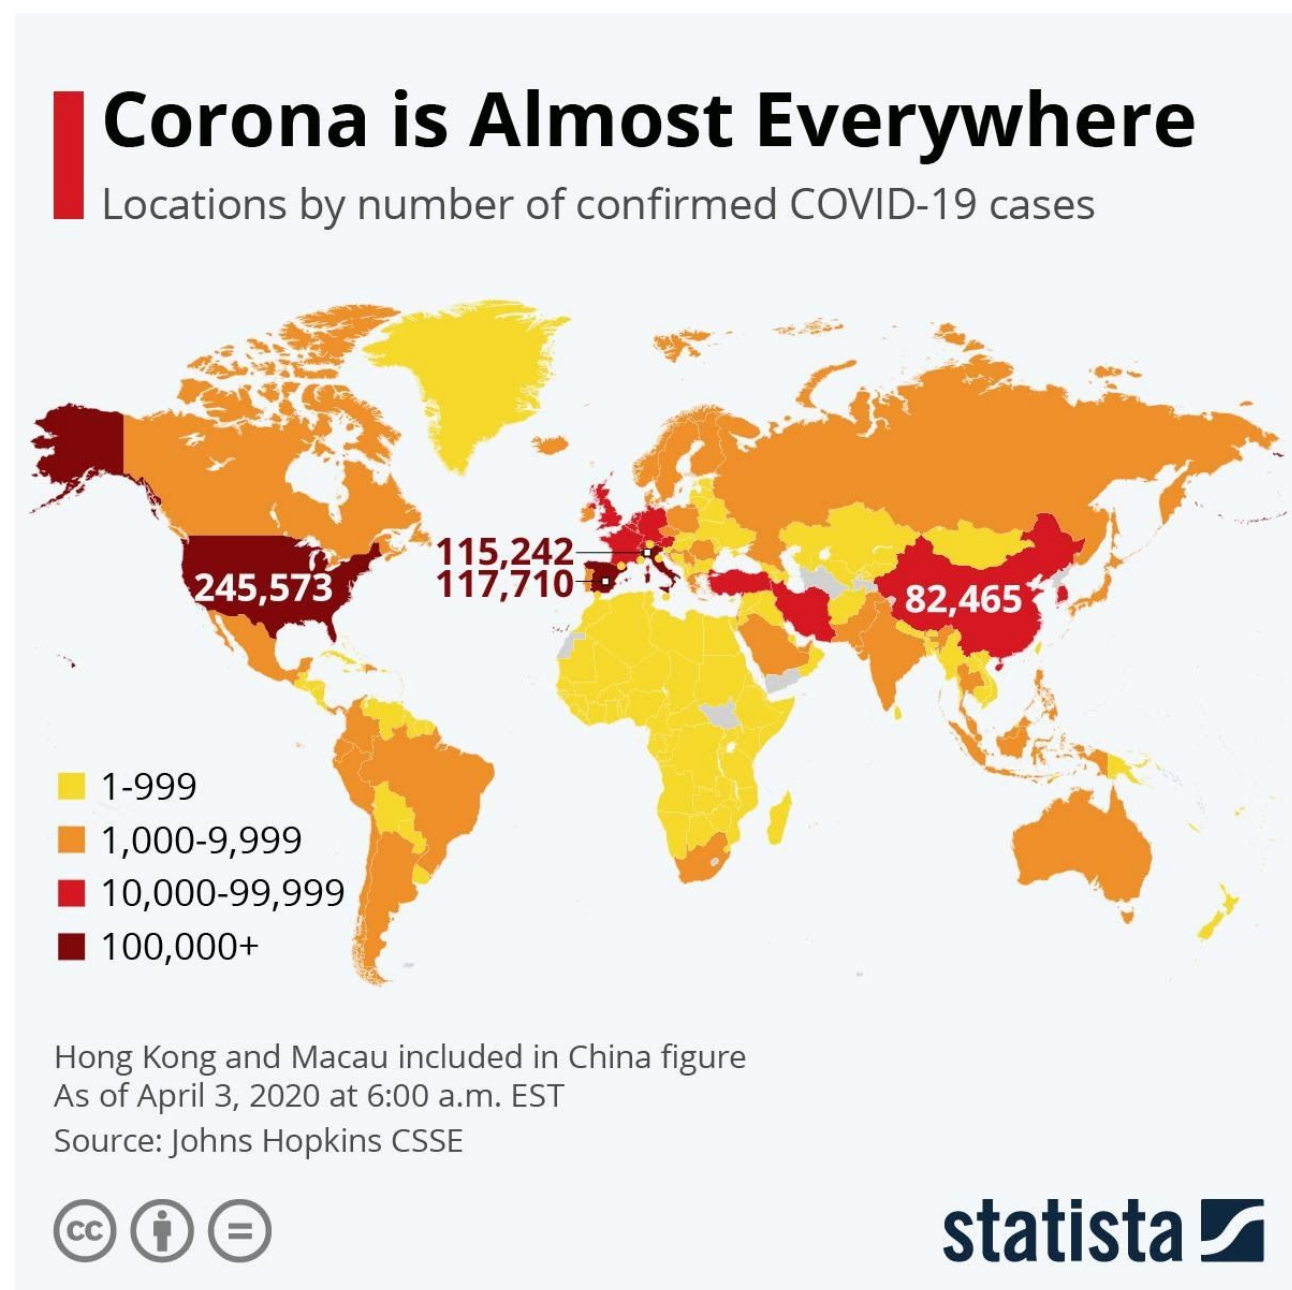 Corona is Almost Everywhere
Locations by number of confirmed COVID-19 cases
115,242
117,710
245,573
82,465
1-999
1,000-9,999
10,000-99,999
100,000+
Hong Kong and Macau included in China figure
As of April 3, 2020 at 6:00 a.m. EST
Source: Johns Hopkins CSSE
cc
=
statista